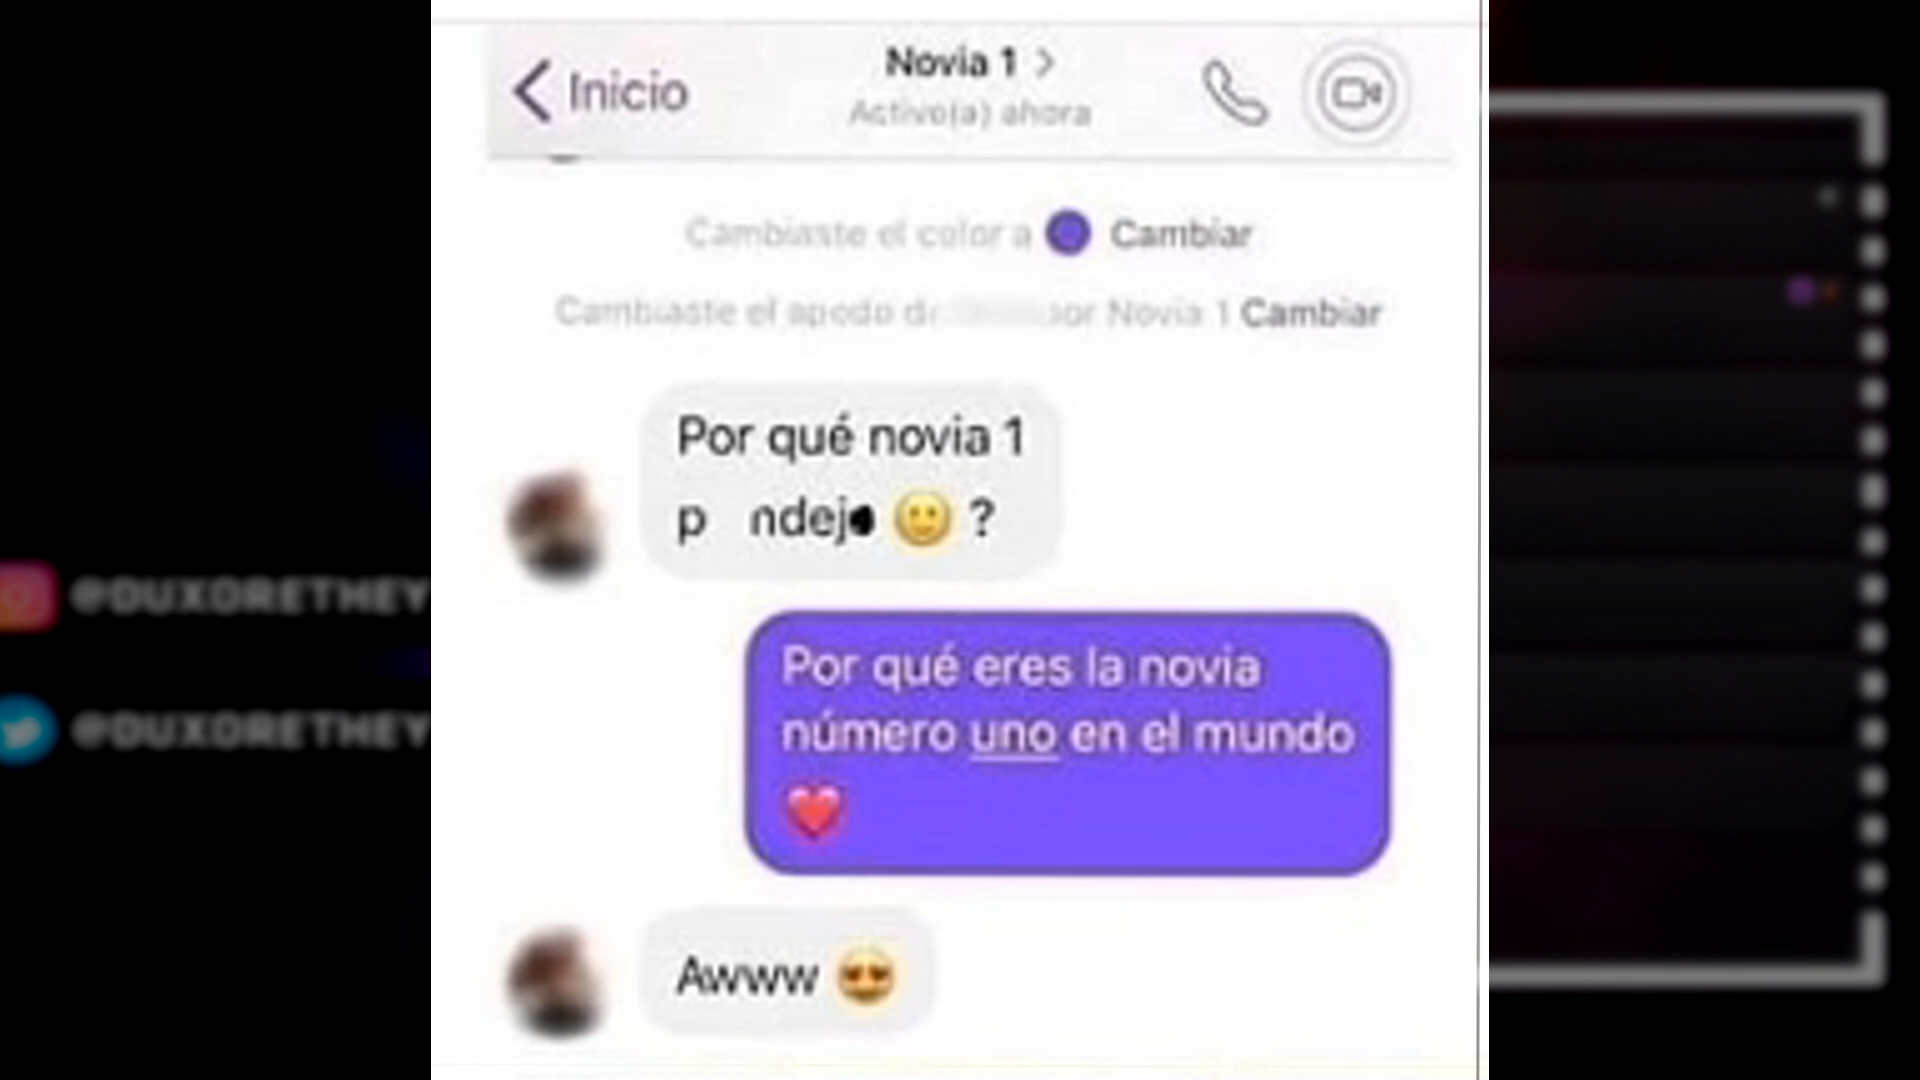 Inicio
Novia 1
Activo(a) ahora
Cambiaste el color a Cambiar
Cambiaste el apodo de por Novia 1 Cambiar
Por qué novia 1
p ndej ?
Por qué eres la novia
número uno en el mundo
Awww
@DUXORETHEY
@DUXORETHEY